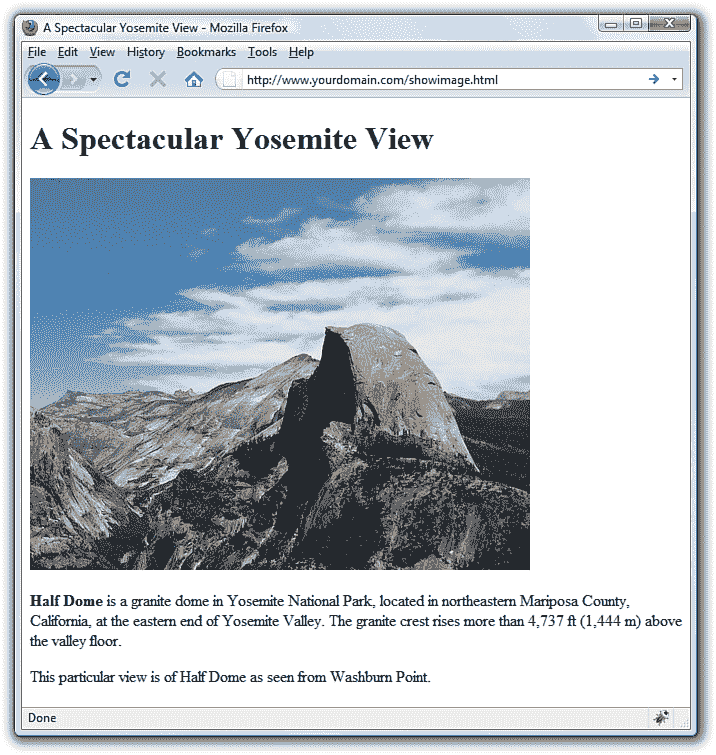 A Spectacular Yosemite View - Mozilla Firefox
File Edit View History Bookmarks Tools Help
http://www.yourdomain.com/showimage.html
A Spectacular Yosemite View
Half Dome is a granite dome in Yosemite National Park, located in northeastern Mariposa County,
California, at the eastern end of Yosemite Valley. The granite crest rises more than 4,737 ft (1,444 m) above
the valley floor.
This particular view is of Half Dome as seen from Washburn Point.
Done